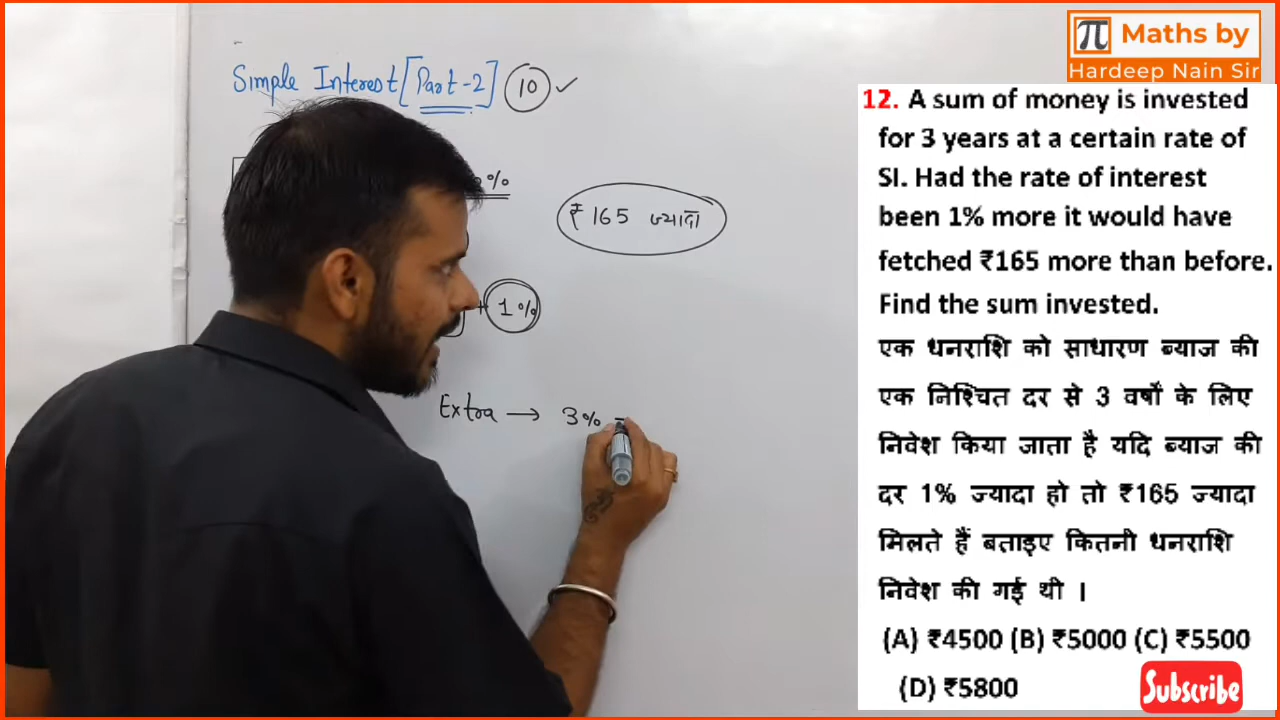 π Maths by
Hardeep Nain Sir
Simple Interest [Part-2] 10 ✓
%
₹165 ज्यादा
+ 1%
Extra → 3%
12. A sum of money is invested
for 3 years at a certain rate of
SI. Had the rate of interest
been 1% more it would have
fetched ₹165 more than before.
Find the sum invested.
एक धनराशि को साधारण ब्याज की
एक निश्चित दर से 3 वर्षों के लिए
निवेश किया जाता है यदि ब्याज की
दर 1% ज्यादा हो तो ₹165 ज्यादा
मिलते हैं बताइए कितनी धनराशि
निवेश की गई थी ।
(A) ₹4500 (B) ₹5000 (C) ₹5500
(D) ₹5800
Subscribe